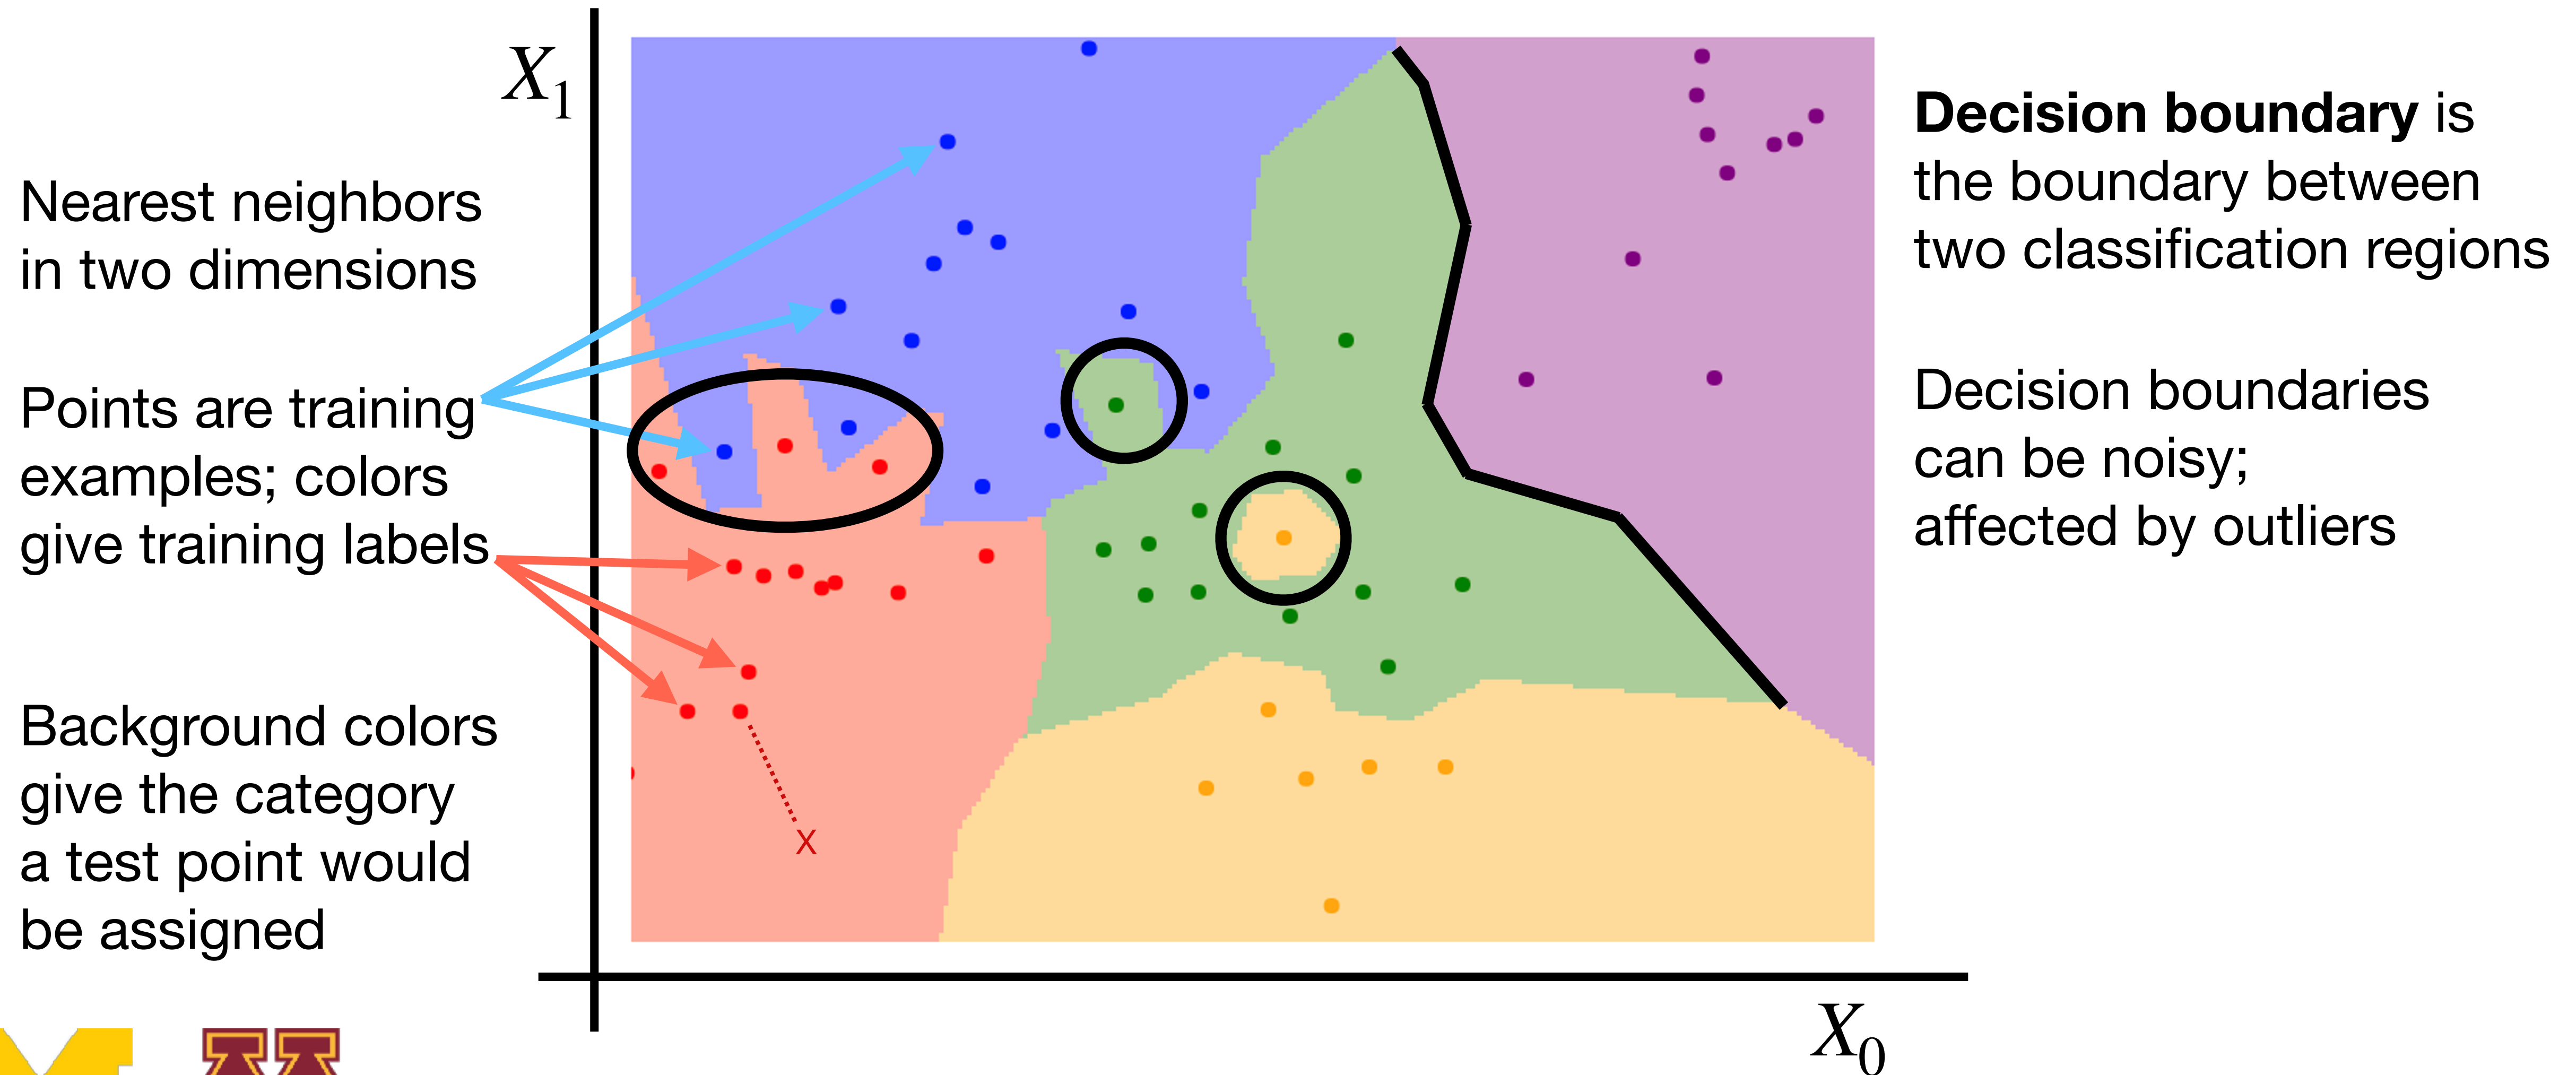 Nearest neighbors
in two dimensions
Points are training
examples; colors
give training labels
Background colors
give the category
a test point would
be assigned
X₁
X
X₀
Decision boundary is
the boundary between
two classification regions
Decision boundaries
can be noisy;
affected by outliers